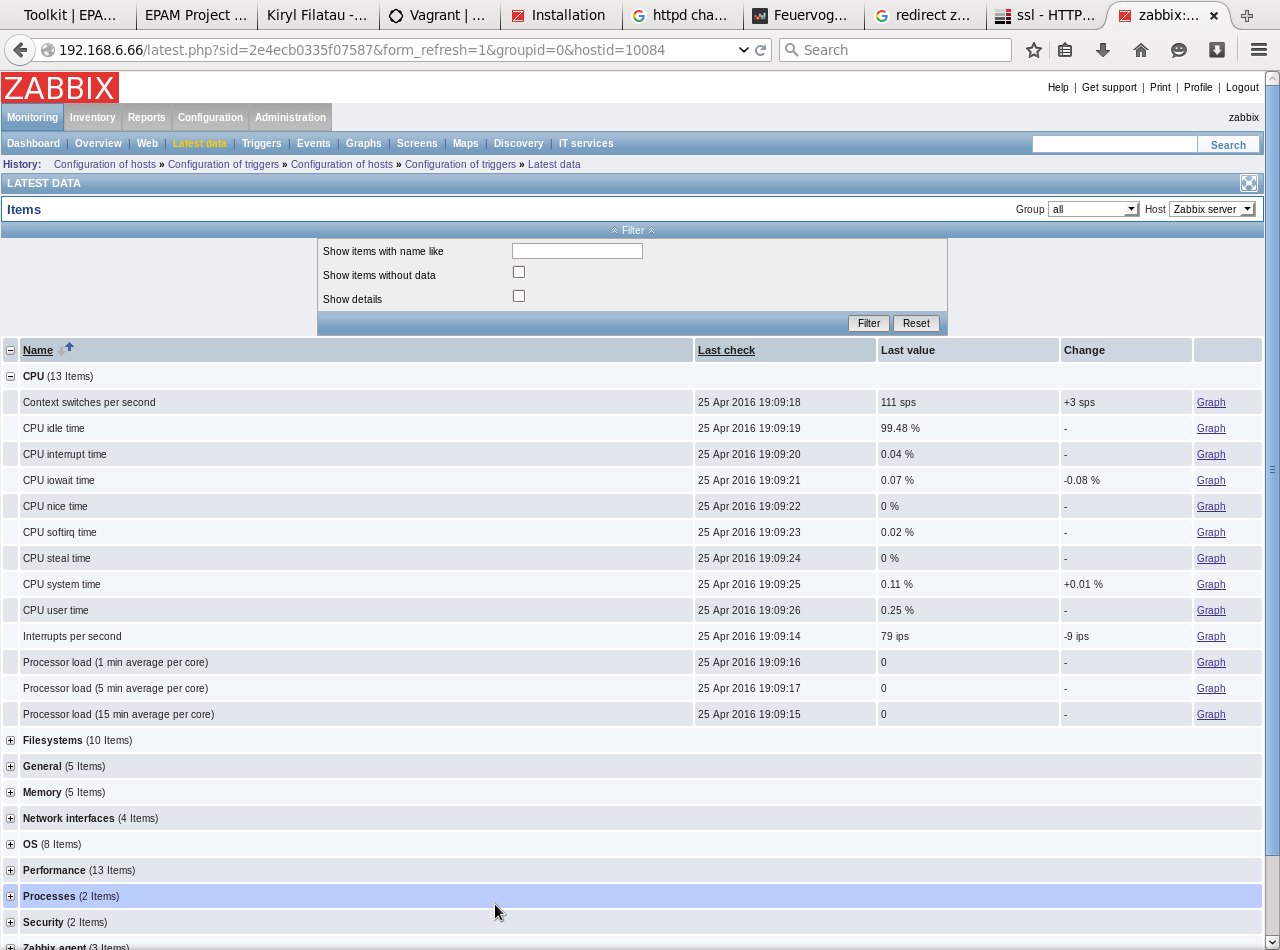 Toolkit | EPA... EPAM Project ... Kiryl Filatau -... Vagrant | ... Installation httpd cha... Feuervog... redirect z... ssl - HTTP... zabbix:...
192.168.6.66/latest.php?sid=2e4ecb0335f07587&form_refresh=1&groupid=0&hostid=10084 Search
ZABBIX Help | Get support | Print | Profile | Logout
Monitoring Inventory Reports Configuration Administration zabbix
Dashboard | Overview | Web | Latest data | Triggers | Events | Graphs | Screens | Maps | Discovery | IT services Search
History: Configuration of hosts » Configuration of triggers » Configuration of hosts » Configuration of triggers » Latest data
LATEST DATA
Items Group all Host Zabbix server
Filter
Show items with name like
Show items without data
Show details
Filter Reset
Name Last check Last value Change
CPU (13 Items)
Context switches per second 25 Apr 2016 19:09:18 111 sps +3 sps Graph
CPU idle time 25 Apr 2016 19:09:19 99.48 % - Graph
CPU interrupt time 25 Apr 2016 19:09:20 0.04 % - Graph
CPU iowait time 25 Apr 2016 19:09:21 0.07 % -0.08 % Graph
CPU nice time 25 Apr 2016 19:09:22 0 % - Graph
CPU softirq time 25 Apr 2016 19:09:23 0.02 % - Graph
CPU steal time 25 Apr 2016 19:09:24 0 % - Graph
CPU system time 25 Apr 2016 19:09:25 0.11 % +0.01 % Graph
CPU user time 25 Apr 2016 19:09:26 0.25 % - Graph
Interrupts per second 25 Apr 2016 19:09:14 79 ips -9 ips Graph
Processor load (1 min average per core) 25 Apr 2016 19:09:16 0 - Graph
Processor load (5 min average per core) 25 Apr 2016 19:09:17 0 - Graph
Processor load (15 min average per core) 25 Apr 2016 19:09:15 0 - Graph
Filesystems (10 Items)
General (5 Items)
Memory (5 Items)
Network interfaces (4 Items)
OS (8 Items)
Performance (13 Items)
Processes (2 Items)
Security (2 Items)
Zabbix agent (3 Items)